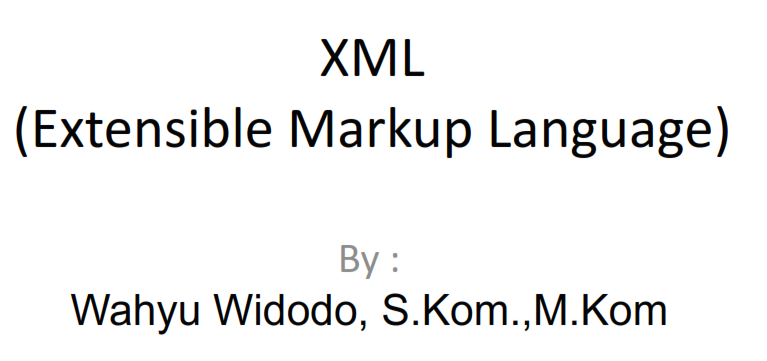 XML
(Extensible Markup Language)
By :
Wahyu Widodo, S.Kom.,M.Kom